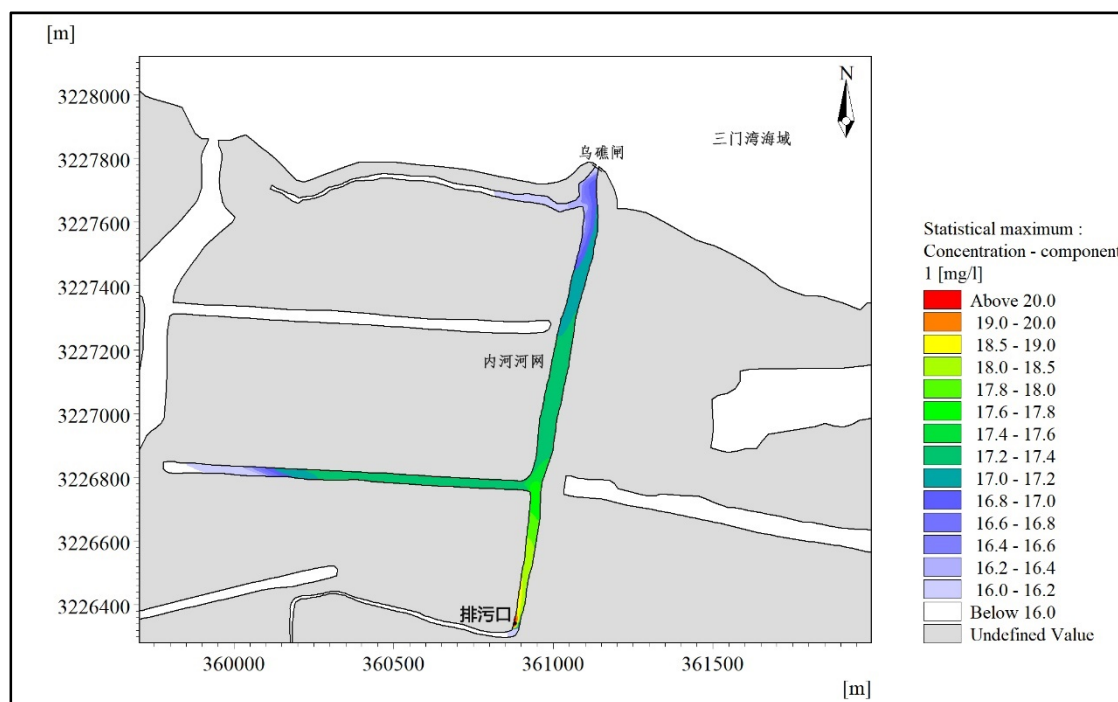 [m]
N
3228000
3227800
3227600
3227400
3227200
3227000
3226800
3226600
3226400
360000
360500
361000
361500
[m]
三门湾海域
乌礁闸
内河河网
排污口
Statistical maximum :
Concentration - component
1 [mg/l]
Above 20.0
19.0 - 20.0
18.5 - 19.0
18.0 - 18.5
17.8 - 18.0
17.6 - 17.8
17.4 - 17.6
17.2 - 17.4
17.0 - 17.2
16.8 - 17.0
16.6 - 16.8
16.4 - 16.6
16.2 - 16.4
16.0 - 16.2
Below 16.0
Undefined Value